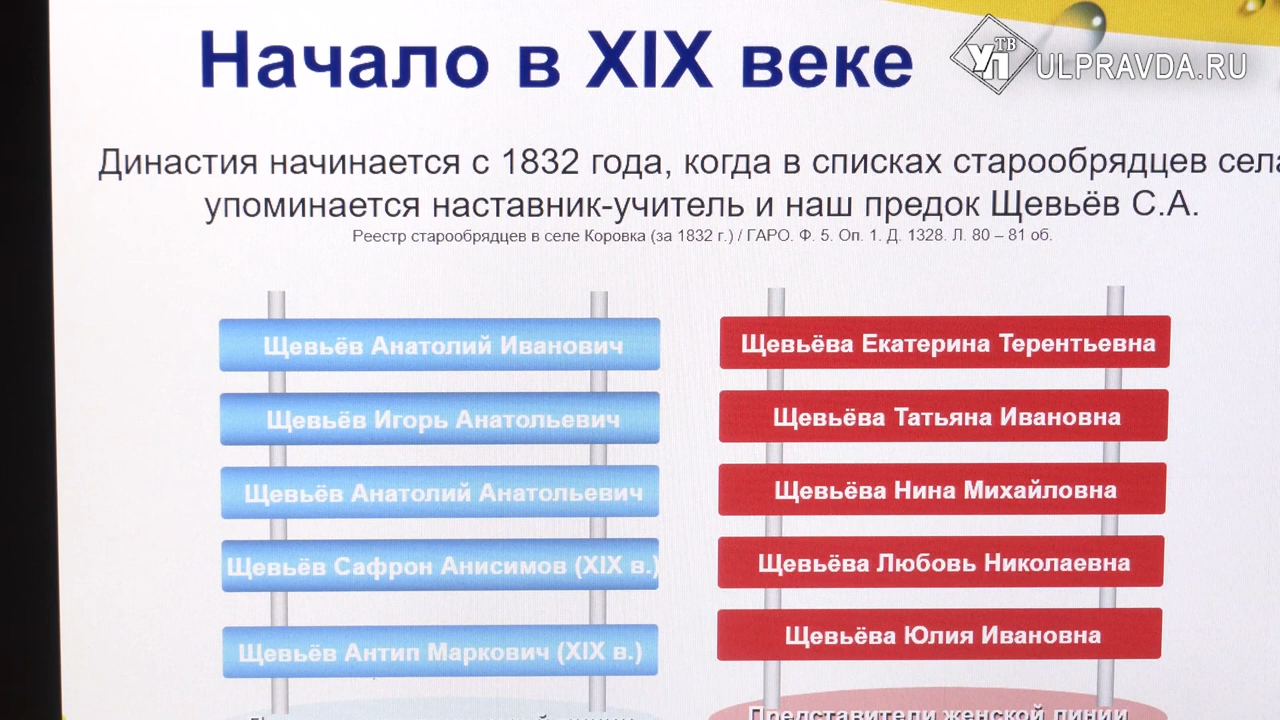 Начало в XIX веке
УП ТВ ULPRAVDA.RU
Династия начинается с 1832 года, когда в списках старообрядцев села
упоминается наставник-учитель и наш предок Щевьёв С.А.
Реестр старообрядцев в селе Коровка (за 1832 г.) / ГАРО. Ф. 5. Оп. 1. Д. 1328. Л. 80 – 81 об.
Щевьёв Анатолий Иванович
Щевьёв Игорь Анатольевич
Щевьёв Анатолий Анатольевич
Щевьёв Сафрон Анисимов (XIX в.)
Щевьёв Антип Маркович (XIX в.)
Щевьёва Екатерина Терентьевна
Щевьёва Татьяна Ивановна
Щевьёва Нина Михайловна
Щевьёва Любовь Николаевна
Щевьёва Юлия Ивановна
Представители женской линии